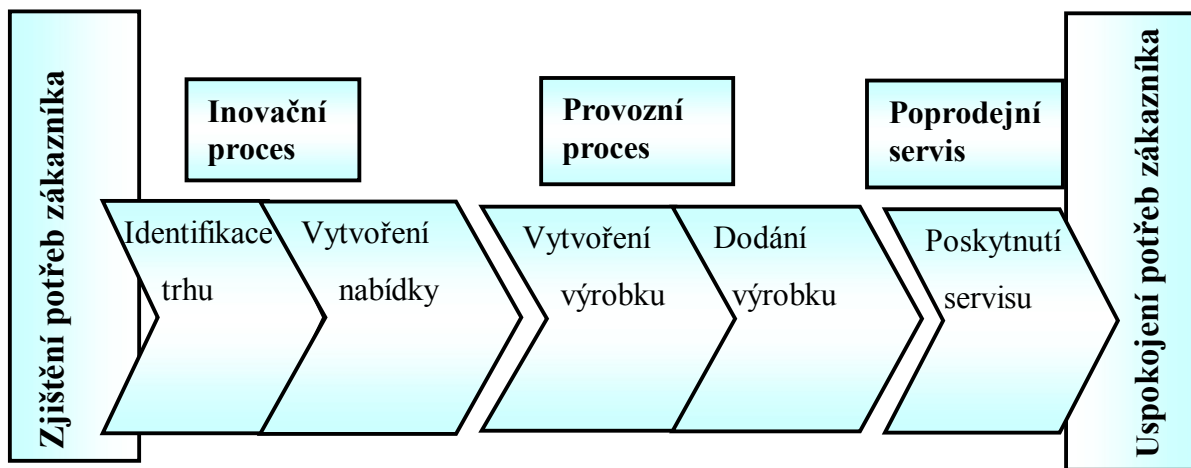 Zjištění potřeb zákazníka
Inovační
proces
Identifikace
trhu
Vytvoření
nabídky
Provozní
proces
Vytvoření
výrobku
Dodání
výrobku
Poprodejní
servis
Poskytnutí
servisu
Uspokojení potřeb zákazníka